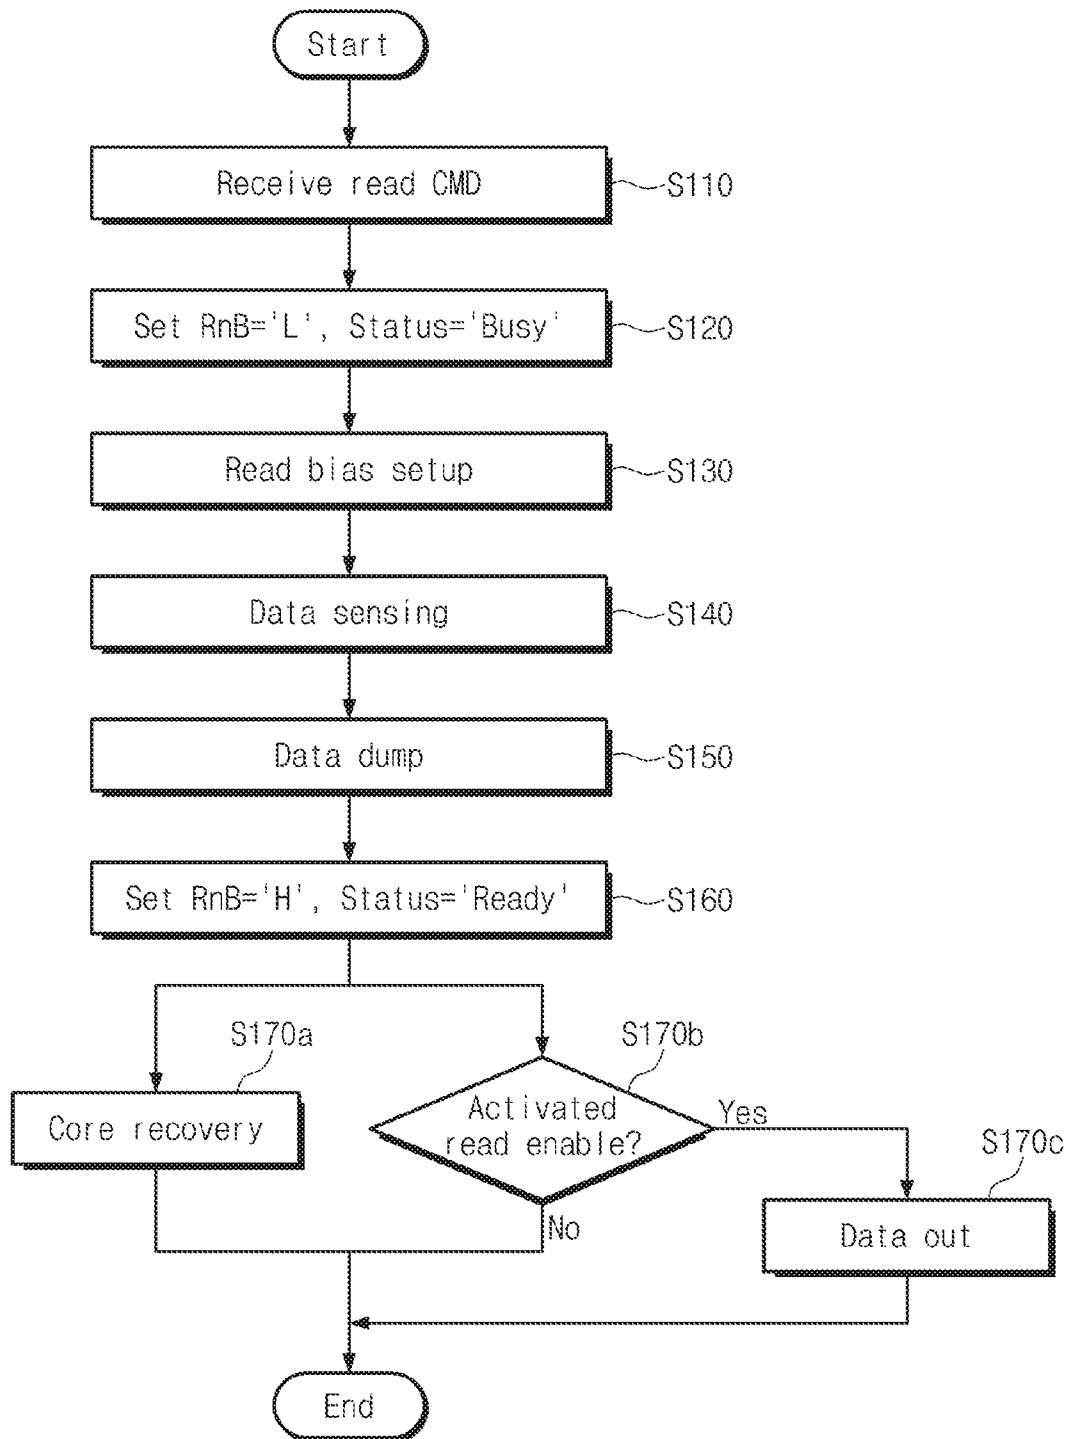 Start
Receive read CMD
S110
Set RnB='L', Status='Busy'
S120
Read bias setup
S130
Data sensing
S140
Data dump
S150
Set RnB='H', Status='Ready'
S160
S170a
S170b
Core recovery
Activated
read enable?
Yes
S170c
No
Data out
End